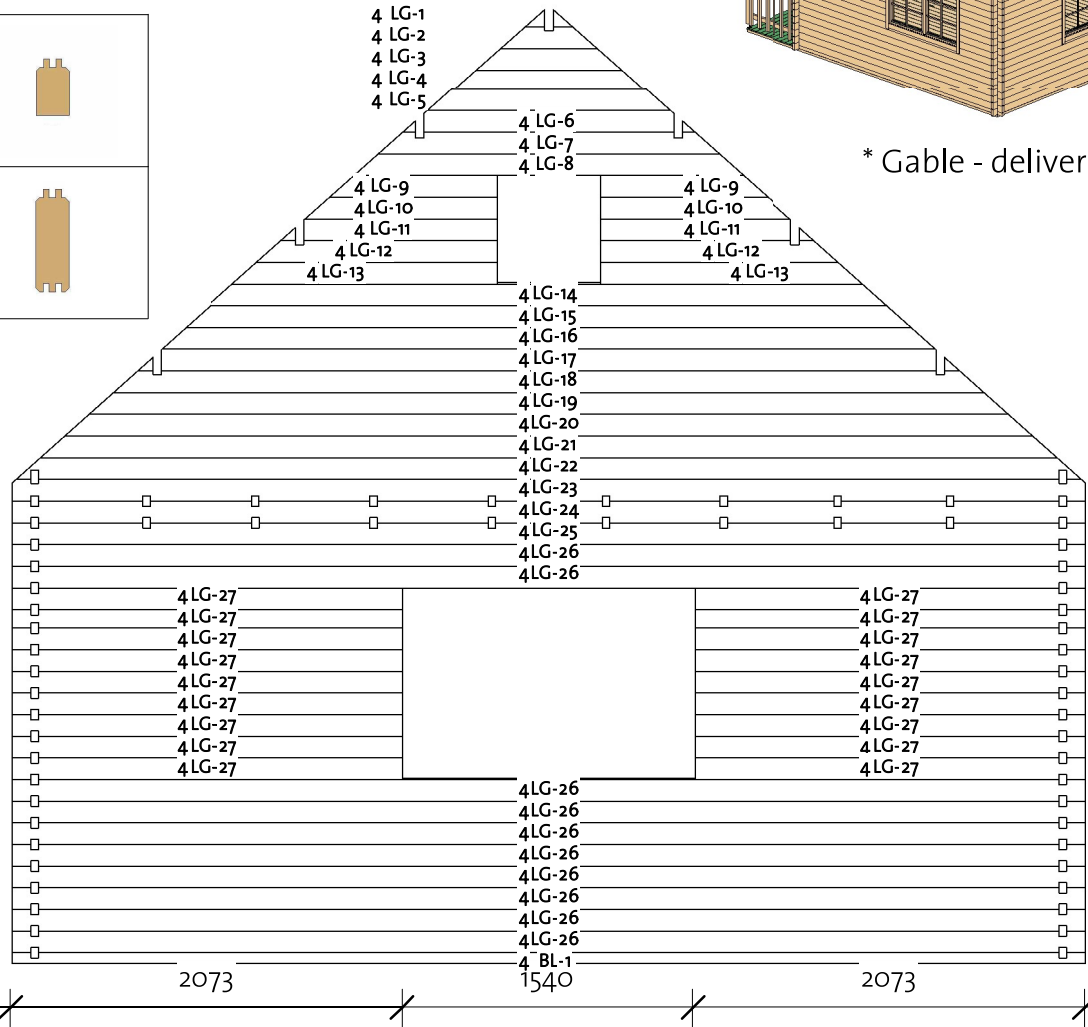 4 LG-1
4 LG-2
4 LG-3
4 LG-4
4 LG-5
4 LG-6
4 LG-7
4 LG-8
* Gable - deliver
4 LG-9 4 LG-9
4 LG-10 4 LG-10
4 LG-11 4 LG-11
4 LG-12 4 LG-12
4 LG-13 4 LG-13
4 LG-14
4 LG-15
4 LG-16
4 LG-17
4 LG-18
4 LG-19
4 LG-20
4 LG-21
4 LG-22
4 LG-23
4 LG-24
4 LG-25
4 LG-26
4 LG-26
4 LG-27 4 LG-27
4 LG-27 4 LG-27
4 LG-27 4 LG-27
4 LG-27 4 LG-27
4 LG-27 4 LG-27
4 LG-27 4 LG-27
4 LG-27 4 LG-27
4 LG-27 4 LG-27
4 LG-27 4 LG-27
4 LG-26
4 LG-26
4 LG-26
4 LG-26
4 LG-26
4 LG-26
4 LG-26
4 LG-26
4 BL-1
2073 1540 2073